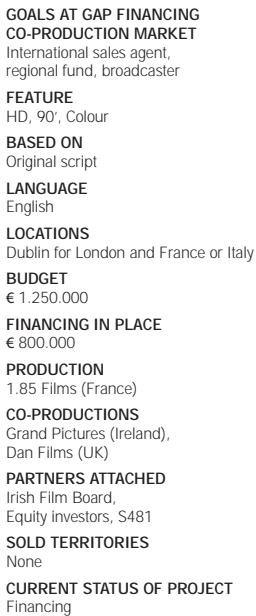 GOALS AT GAP FINANCING
CO-PRODUCTION MARKET
International sales agent,
regional fund, broadcaster
FEATURE
HD, 90’, Colour
BASED ON
Original script
LANGUAGE
English
LOCATIONS
Dublin for London and France or Italy
BUDGET
€ 1.250.000
FINANCING IN PLACE
€ 800.000
PRODUCTION
1.85 Films (France)
CO-PRODUCTIONS
Grand Pictures (Ireland),
Dan Films (UK)
PARTNERS ATTACHED
Irish Film Board,
Equity investors, S481
SOLD TERRITORIES
None
CURRENT STATUS OF PROJECT
Financing